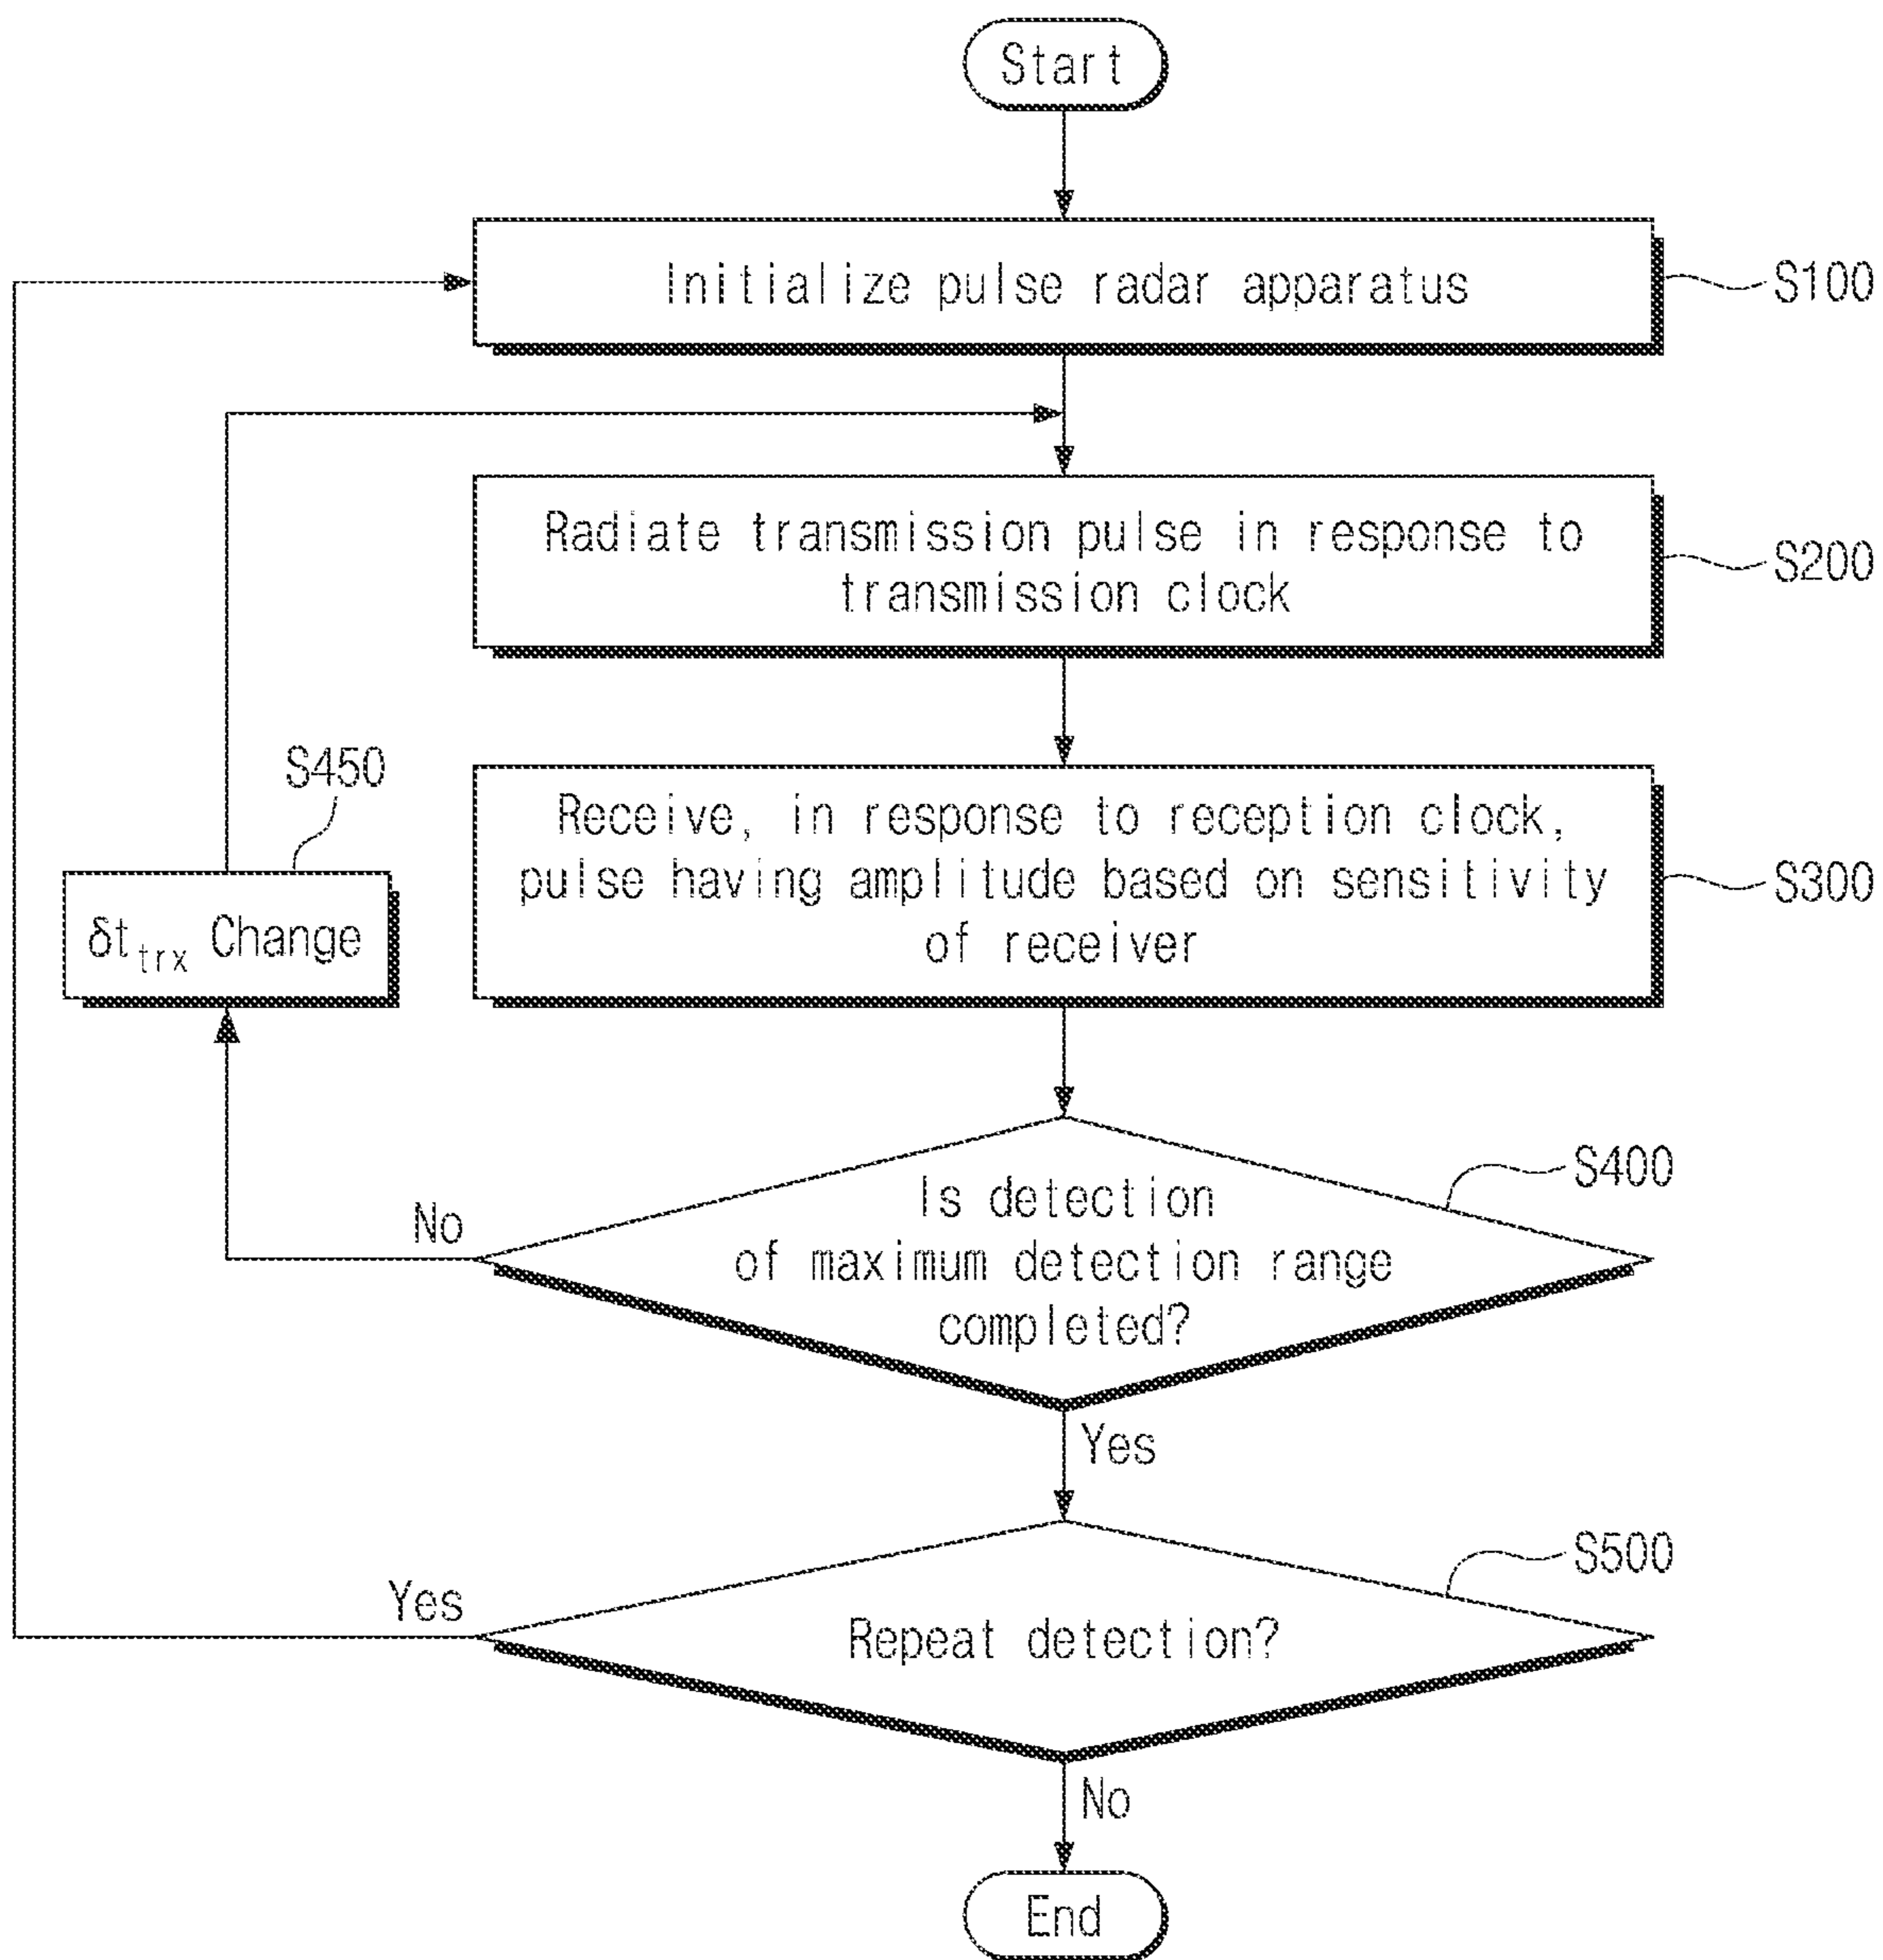 Start
Initialize pulse radar apparatus
S100
Radiate transmission pulse in response to
transmission clock
S200
S450
δt_trx Change
Receive, in response to reception clock,
pulse having amplitude based on sensitivity
of receiver
S300
Is detection
of maximum detection range
completed?
S400
No
Yes
Repeat detection?
S500
Yes
No
End